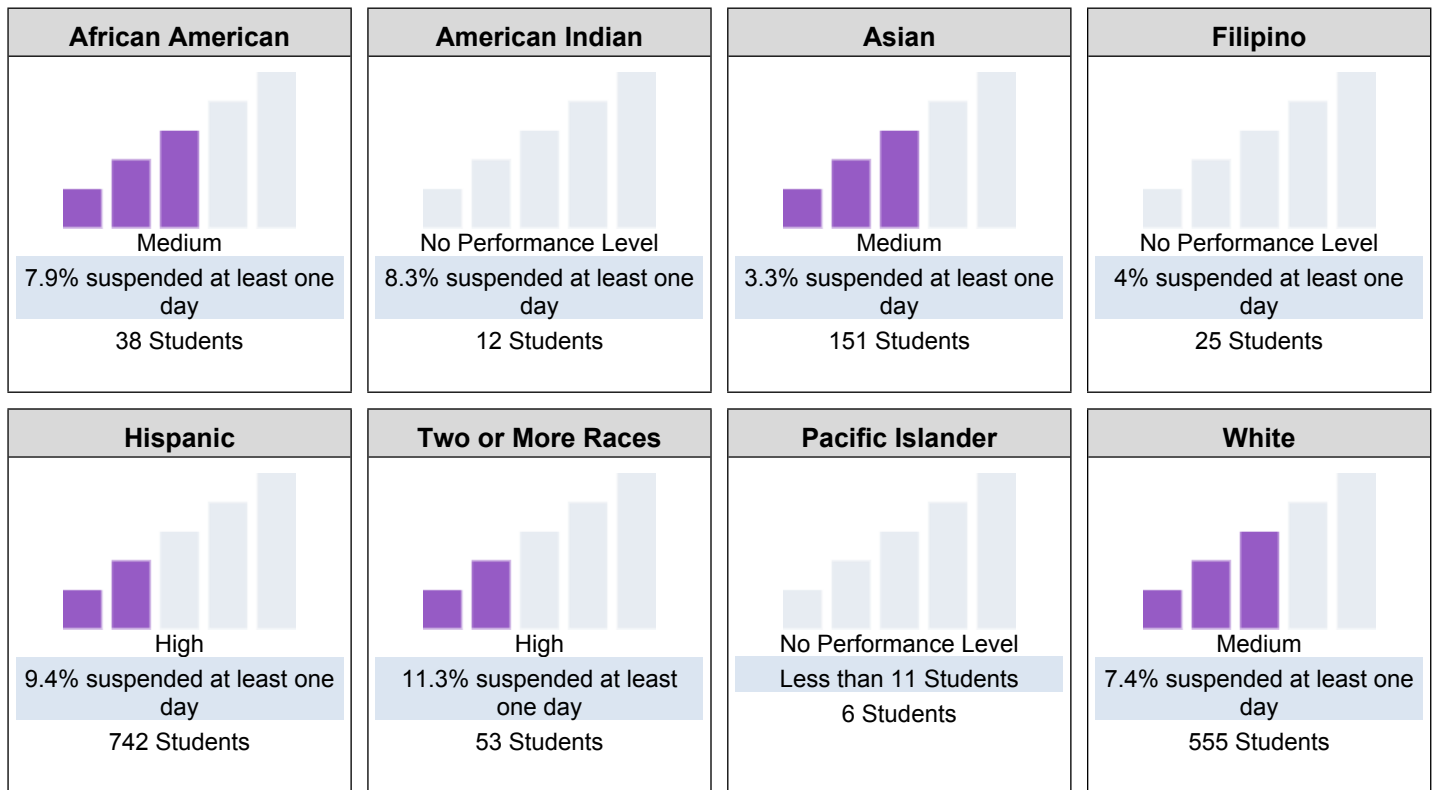 African American
Medium
7.9% suspended at least one
day
38 Students
American Indian
No Performance Level
8.3% suspended at least one
day
12 Students
Asian
Medium
3.3% suspended at least one
day
151 Students
Filipino
No Performance Level
4% suspended at least one
day
25 Students
Hispanic
High
9.4% suspended at least one
day
742 Students
Two or More Races
High
11.3% suspended at least
one day
53 Students
Pacific Islander
No Performance Level
Less than 11 Students
6 Students
White
Medium
7.4% suspended at least one
day
555 Students